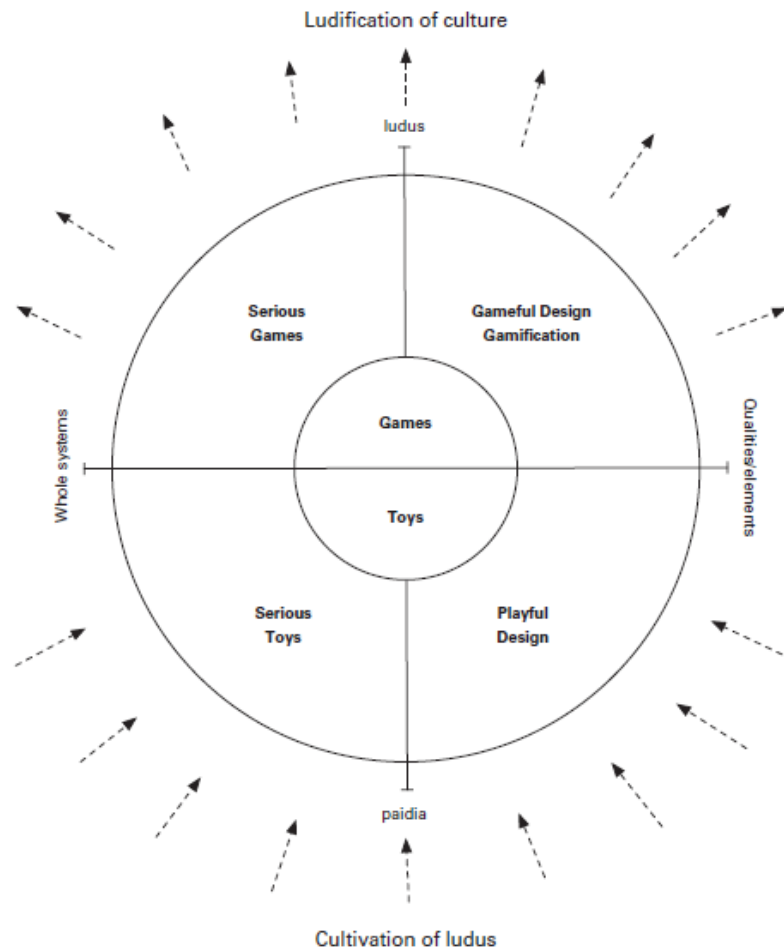 Ludification of culture
ludus
Serious
Games
Gameful Design
Gamification
Games
Whole systems
Qualities/elements
Toys
Serious
Toys
Playful
Design
paidia
Cultivation of ludus